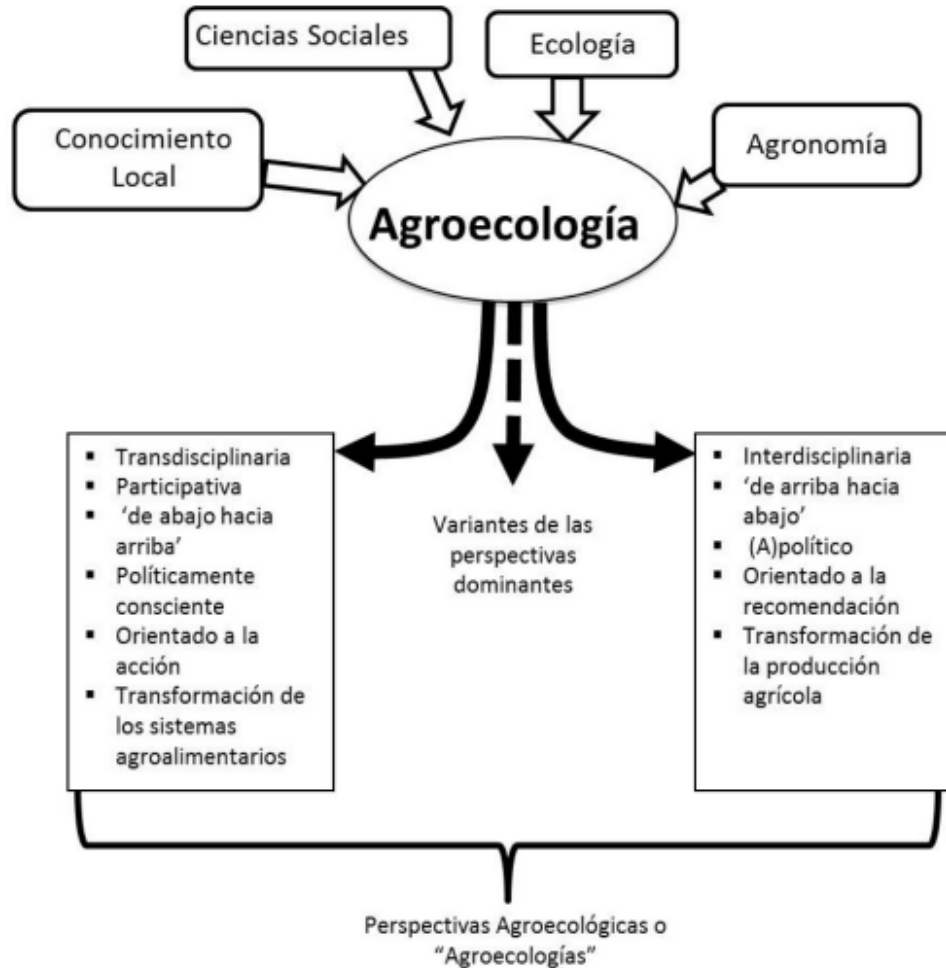 Ciencias Sociales
Ecología
Conocimiento
Local
Agronomía
Agroecología
▪ Transdisciplinaria
▪ Participativa
▪ ‘de abajo hacia
arriba’
▪ Políticamente
consciente
▪ Orientado a la
acción
▪ Transformación de
los sistemas
agroalimentarios
Variantes de las
perspectivas
dominantes
▪ Interdisciplinaria
▪ ‘de arriba hacia
abajo’
▪ (A)político
▪ Orientado a la
recomendación
▪ Transformación de
la producción
agrícola
Perspectivas Agroecológicas o
“Agroecologías”